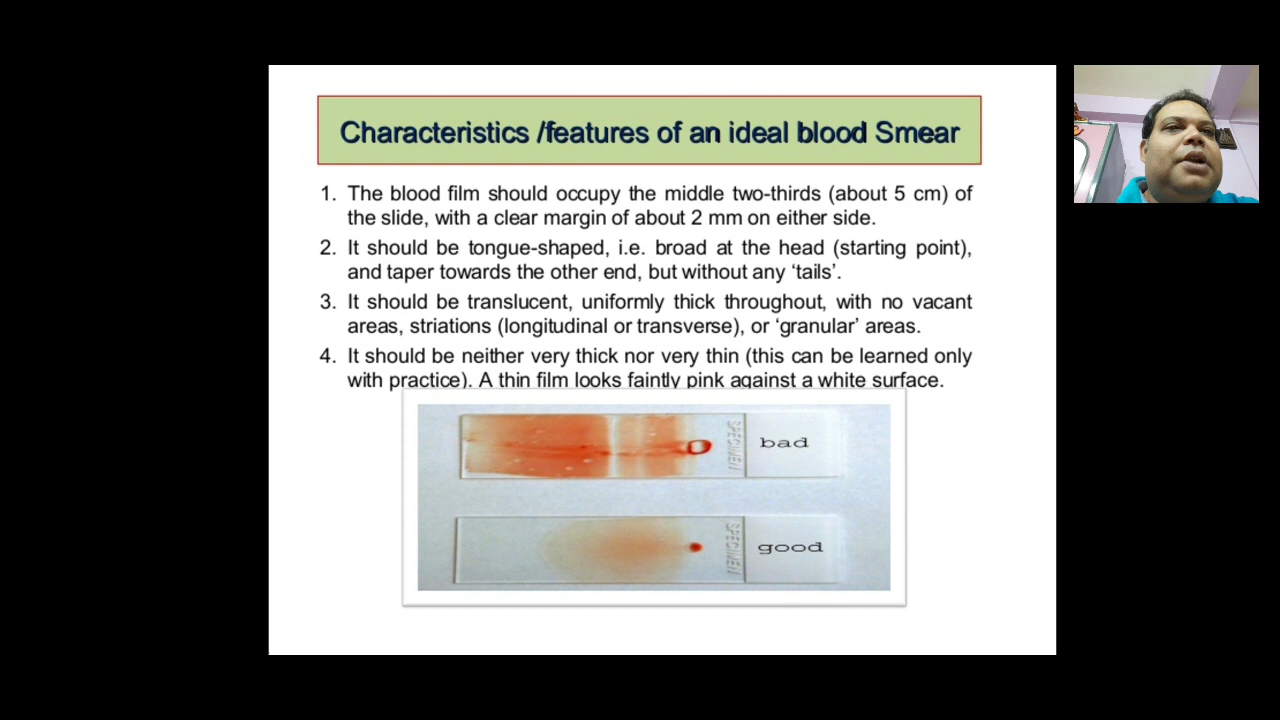 Characteristics /features of an ideal blood Smear
1. The blood film should occupy the middle two-thirds (about 5 cm) of
the slide, with a clear margin of about 2 mm on either side.
2. It should be tongue-shaped, i.e. broad at the head (starting point),
and taper towards the other end, but without any ‘tails’.
3. It should be translucent, uniformly thick throughout, with no vacant
areas, striations (longitudinal or transverse), or ‘granular’ areas.
4. It should be neither very thick nor very thin (this can be learned only
with practice). A thin film looks faintly pink against a white surface.
SPECIMEN
bad
SPECIMEN
good